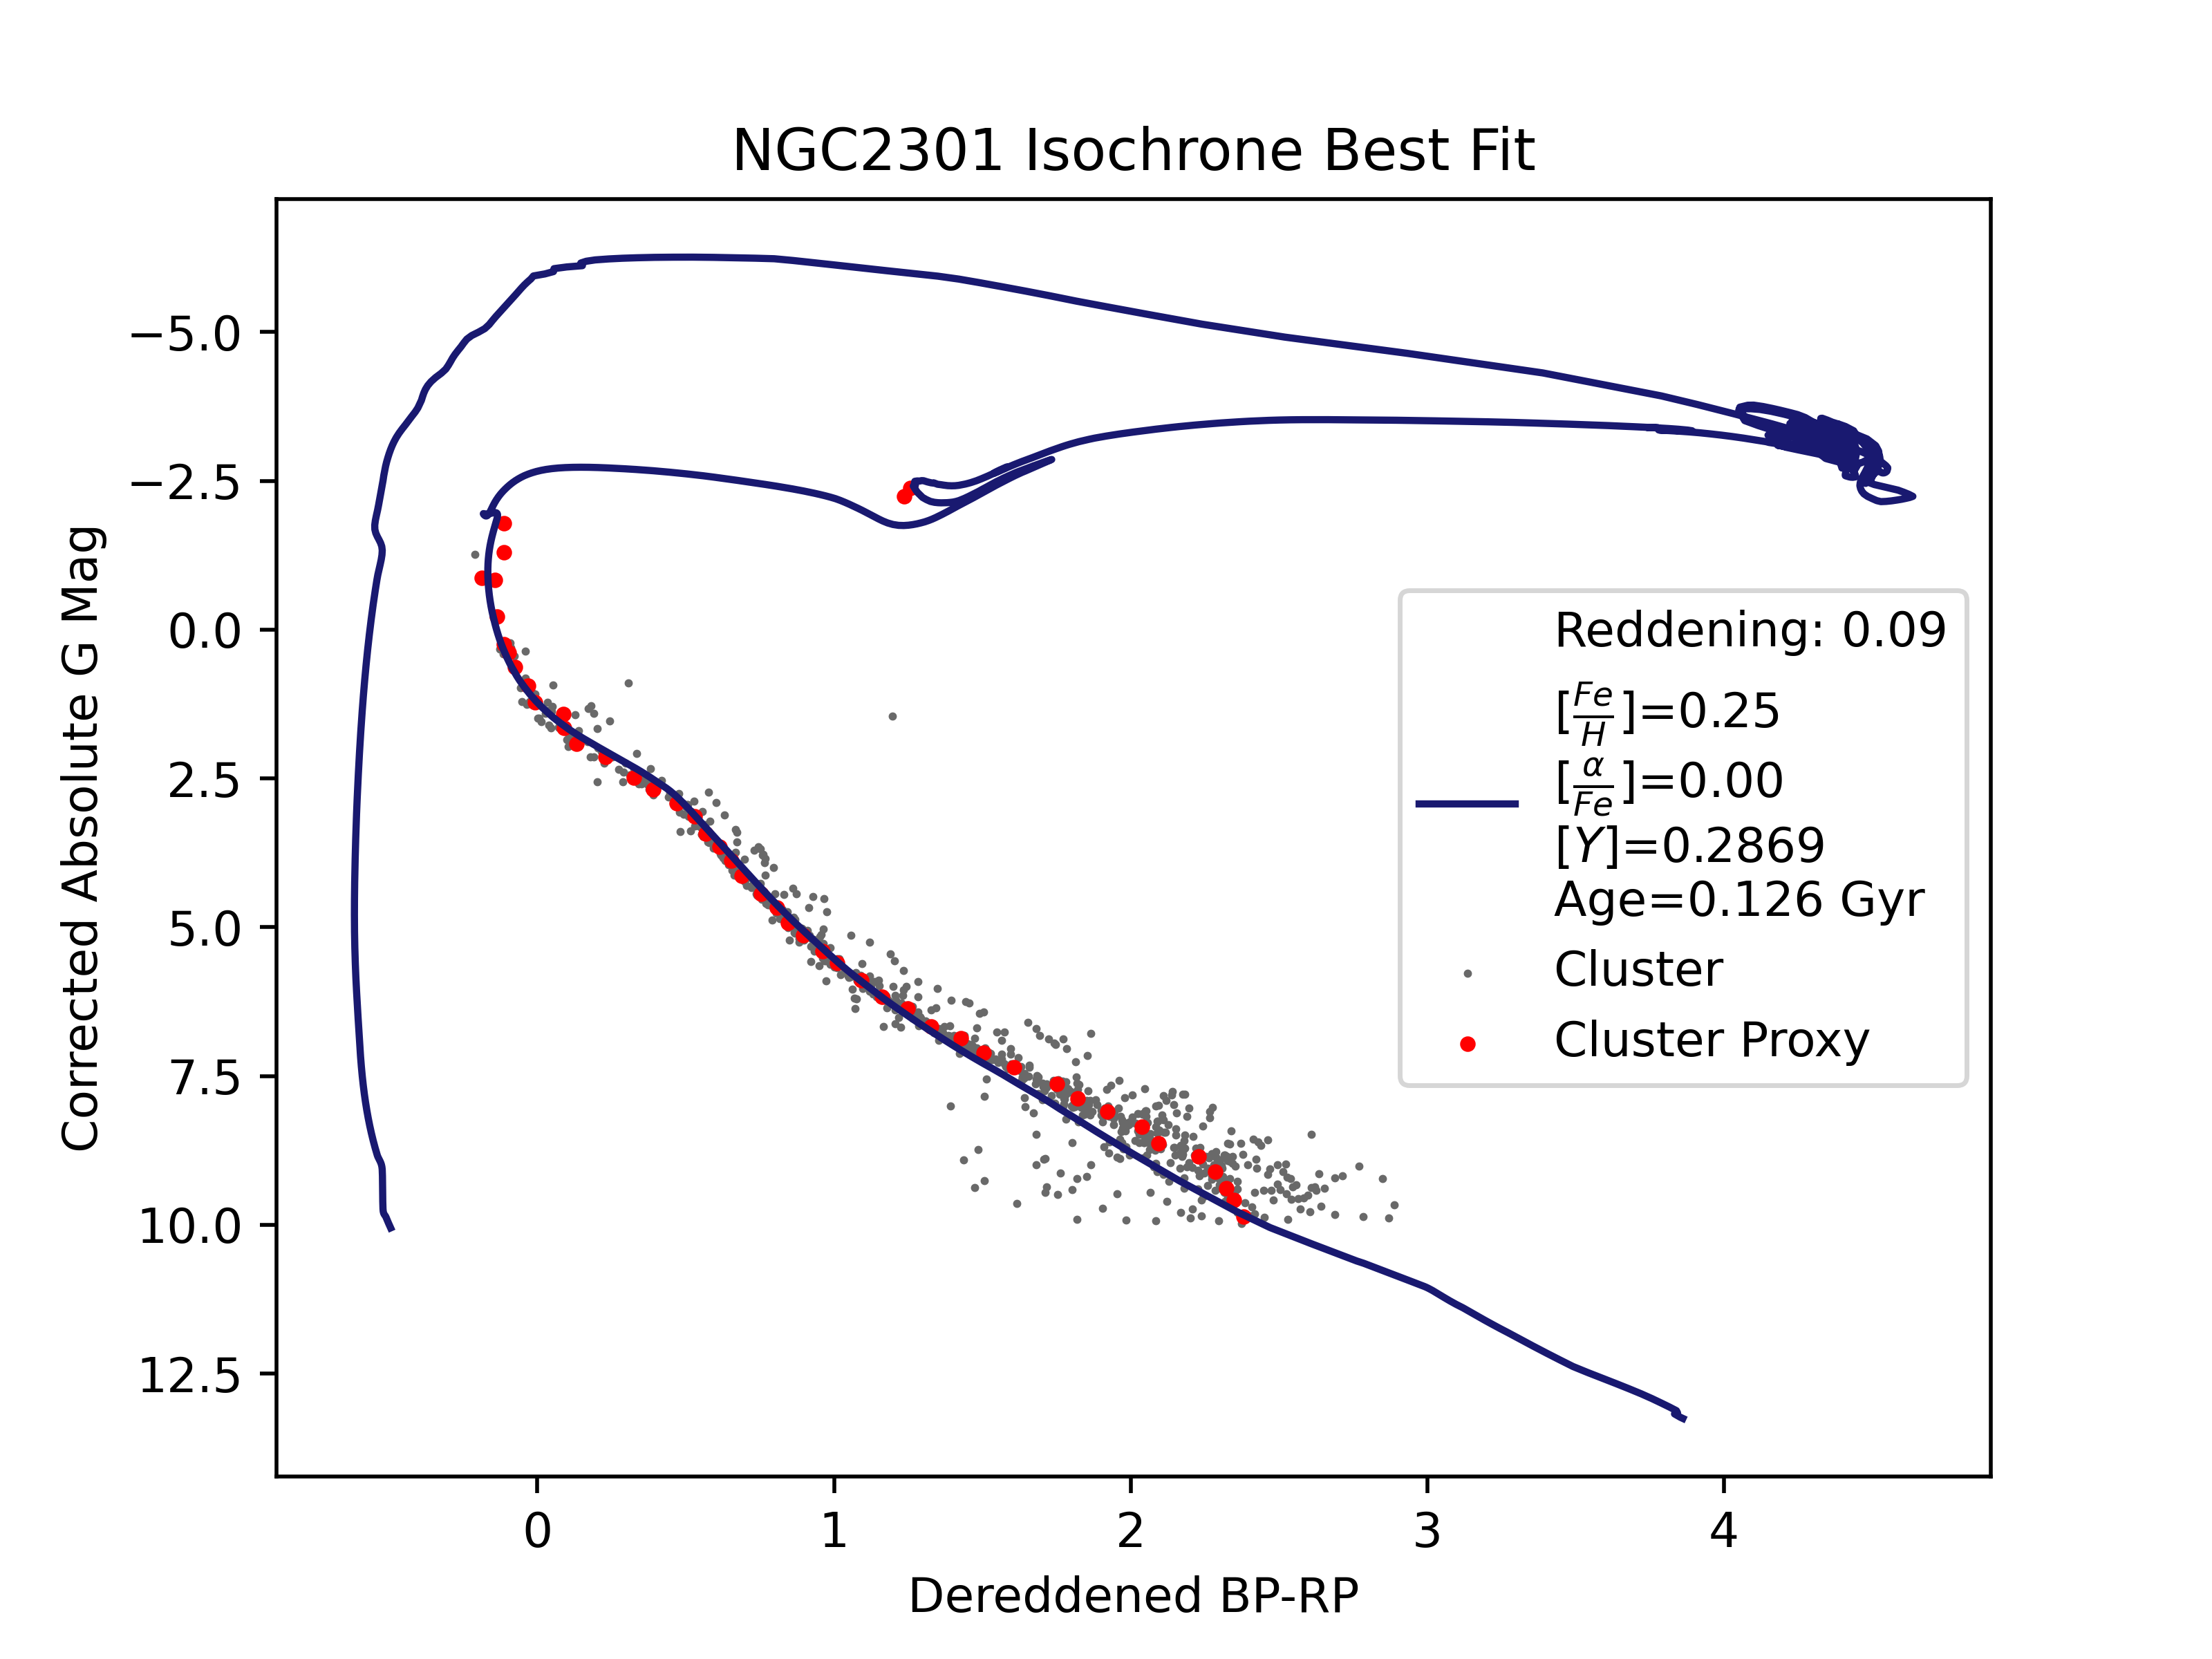 NGC2301 Isochrone Best Fit
Corrected Absolute G Mag
−5.0
−2.5
0.0
2.5
5.0
7.5
10.0
12.5
Reddening: 0.09
[Fe/H]=0.25
[α/Fe]=0.00
[Y]=0.2869
Age=0.126 Gyr
Cluster
Cluster Proxy
0 1 2 3 4
Dereddened BP-RP